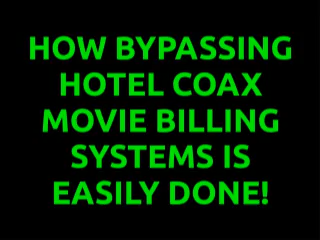 HOW BYPASSING
HOTEL COAX
MOVIE BILLING
SYSTEMS IS
EASILY DONE!